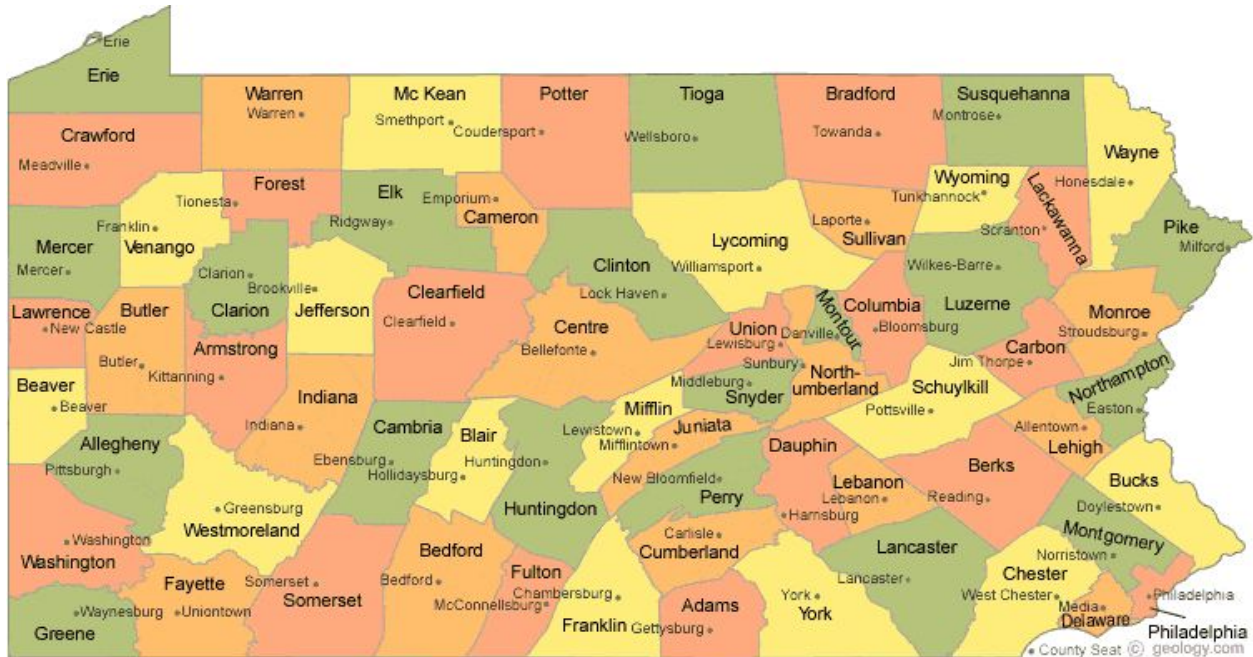 Erie
Erie
Warren
Warren
Mc Kean
Smethport
Potter
Coudersport
Tioga
Wellsboro
Bradford
Towanda
Susquehanna
Montrose
Crawford
Meadville
Wayne
Honesdale
Forest
Tionesta
Elk
Ridgway
Emporium
Cameron
Wyoming
Tunkhannock
Lackawanna
Scranton
Pike
Milford
Mercer
Mercer
Franklin
Venango
Clarion
Clarion
Brookville
Jefferson
Clearfield
Clearfield
Clinton
Lock Haven
Lycoming
Williamsport
Laporte
Sullivan
Wilkes-Barre
Luzerne
Lawrence
New Castle
Butler
Butler
Armstrong
Kittanning
Centre
Bellefonte
Union
Lewisburg
Danville
Montour
Columbia
Bloomsburg
Monroe
Stroudsburg
Carbon
Jim Thorpe
Beaver
Beaver
Indiana
Indiana
Sunbury
North-
umberland
Middleburg
Snyder
Schuylkill
Pottsville
Northampton
Easton
Allegheny
Pittsburgh
Cambria
Ebensburg
Blair
Hollidaysburg
Huntingdon
Huntingdon
Mifflin
Lewistown
Mifflintown
Juniata
Allentown
Lehigh
Dauphin
Harrisburg
Lebanon
Lebanon
Berks
Reading
Bucks
Doylestown
New Bloomfield
Perry
Greensburg
Westmoreland
Washington
Washington
Carlisle
Cumberland
Lancaster
Lancaster
Montgomery
Norristown
Bedford
Bedford
Fulton
McConnellsburg
Chambersburg
Franklin
Fayette
Uniontown
Somerset
Somerset
Adams
Gettysburg
York
York
Chester
West Chester
Media
Delaware
Philadelphia
Philadelphia
Waynesburg
Greene
• County Seat © geology.com